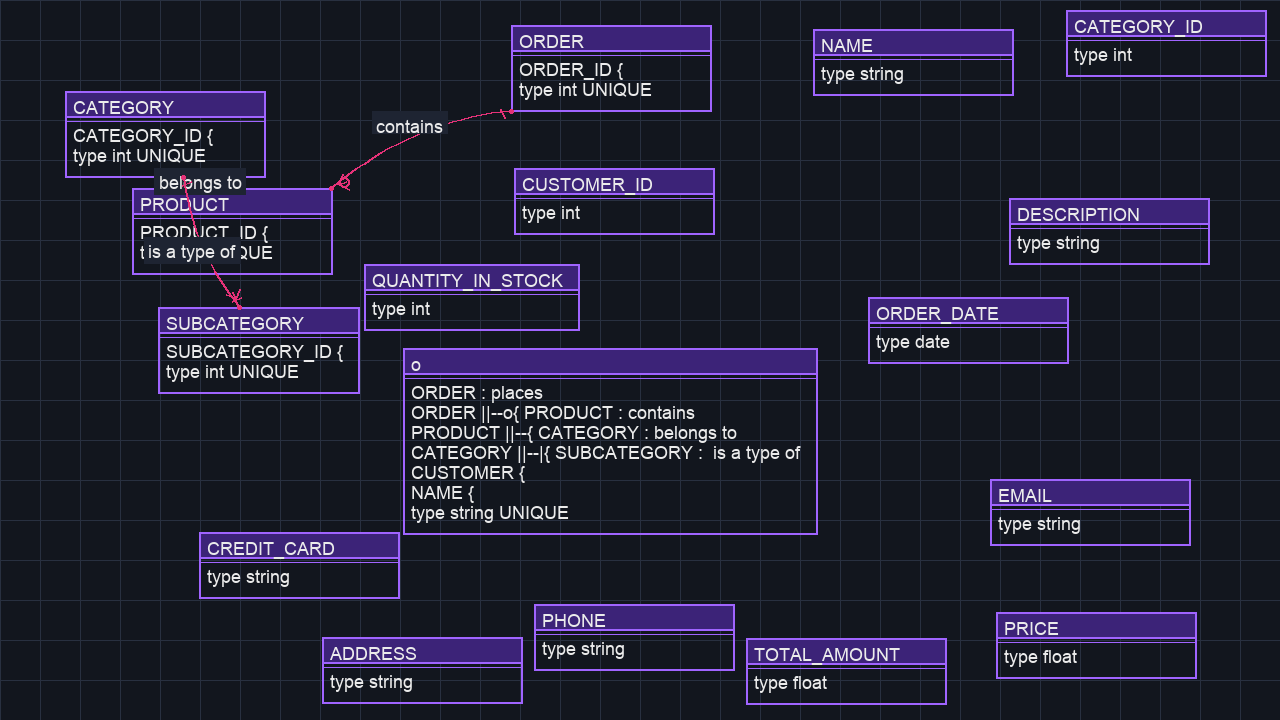 ORDER
ORDER_ID {
type int UNIQUE
NAME
type string
CATEGORY_ID
type int
CATEGORY
CATEGORY_ID {
type int UNIQUE
contains
belongs to
PRODUCT
PRODUCT_ID {
is a type of
CUSTOMER_ID
type int
DESCRIPTION
type string
QUANTITY_IN_STOCK
type int
ORDER_DATE
type date
SUBCATEGORY
SUBCATEGORY_ID {
type int UNIQUE
o
ORDER : places
ORDER ||--o{ PRODUCT : contains
PRODUCT ||--{ CATEGORY : belongs to
CATEGORY ||--|{ SUBCATEGORY :  is a type of
CUSTOMER {
NAME {
type string UNIQUE
EMAIL
type string
CREDIT_CARD
type string
PHONE
type string
ADDRESS
type string
TOTAL_AMOUNT
type float
PRICE
type float